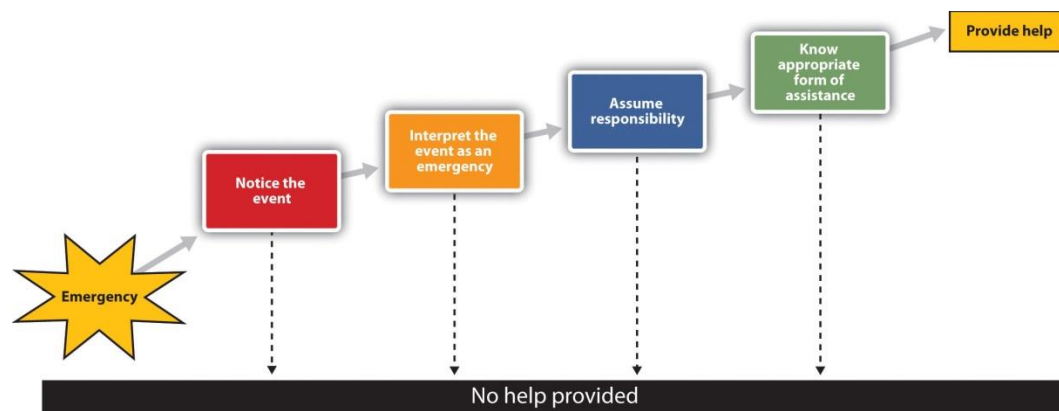 Emergency
Notice the
event
Interpret the
event as an
emergency
Assume
responsibility
Know
appropriate
form of
assistance
Provide help
No help provided